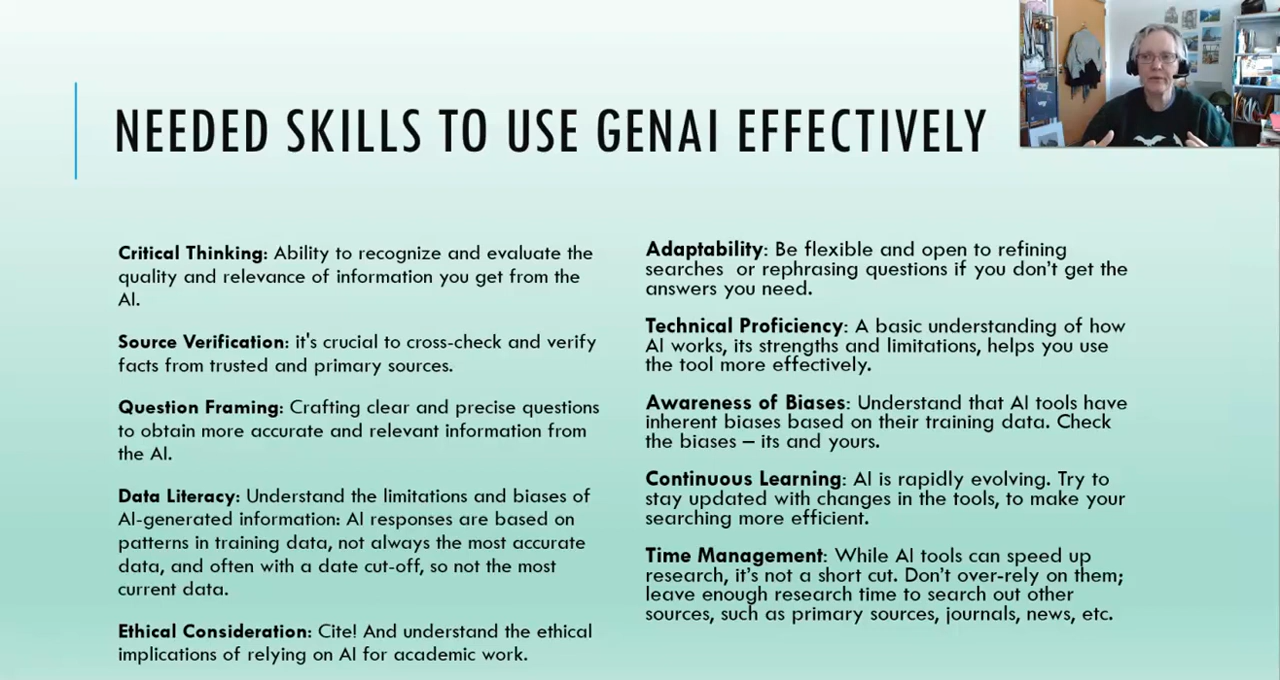 NEEDED SKILLS TO USE GENAI EFFECTIVELY
Critical Thinking: Ability to recognize and evaluate the
quality and relevance of information you get from the
AI.
Source Verification: it's crucial to cross-check and verify
facts from trusted and primary sources.
Question Framing: Crafting clear and precise questions
to obtain more accurate and relevant information from
the AI.
Data Literacy: Understand the limitations and biases of
AI-generated information: AI responses are based on
patterns in training data, not always the most accurate
data, and often with a date cut-off, so not the most
current data.
Ethical Consideration: Cite! And understand the ethical
implications of relying on AI for academic work.
Adaptability: Be flexible and open to refining
searches or rephrasing questions if you don't get the
answers you need.
Technical Proficiency: A basic understanding of how
AI works, its strengths and limitations, helps you use
the tool more effectively.
Awareness of Biases: Understand that AI tools have
inherent biases based on their training data. Check
the biases – its and yours.
Continuous Learning: AI is rapidly evolving. Try to
stay updated with changes in the tools, to make your
searching more efficient.
Time Management: While AI tools can speed up
research, it's not a short cut. Don't over-rely on them;
leave enough research time to search out other
sources, such as primary sources, journals, news, etc.